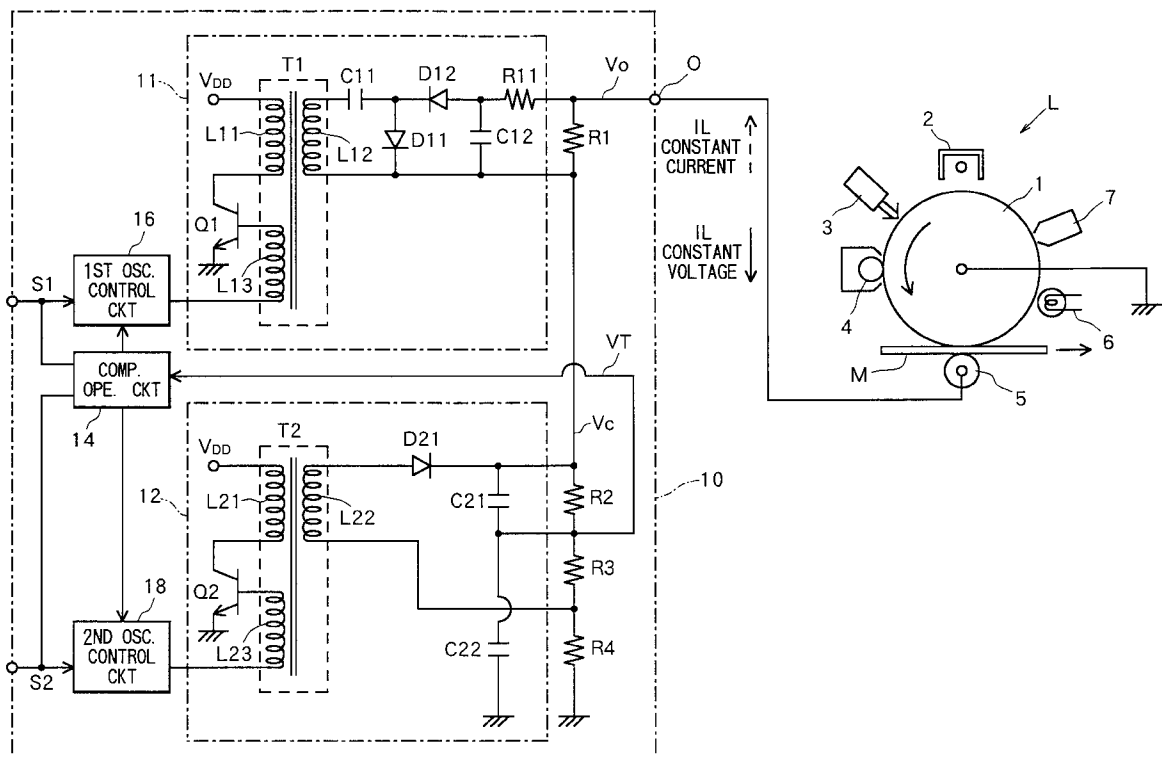 T1
11
VDD
L11
L12
C11
D12
R11
D11
C12
R1
Vo
O
IL
CONSTANT
CURRENT
IL
CONSTANT
VOLTAGE
L
2
3
1
7
4
6
M
5
Q1
L13
16
S1
1ST OSC.
CONTROL
CKT
COMP.
OPE. CKT
14
VT
Vc
10
T2
12
VDD
L21
L22
D21
C21
R2
R3
Q2
L23
C22
R4
18
2ND OSC.
CONTROL
CKT
S2